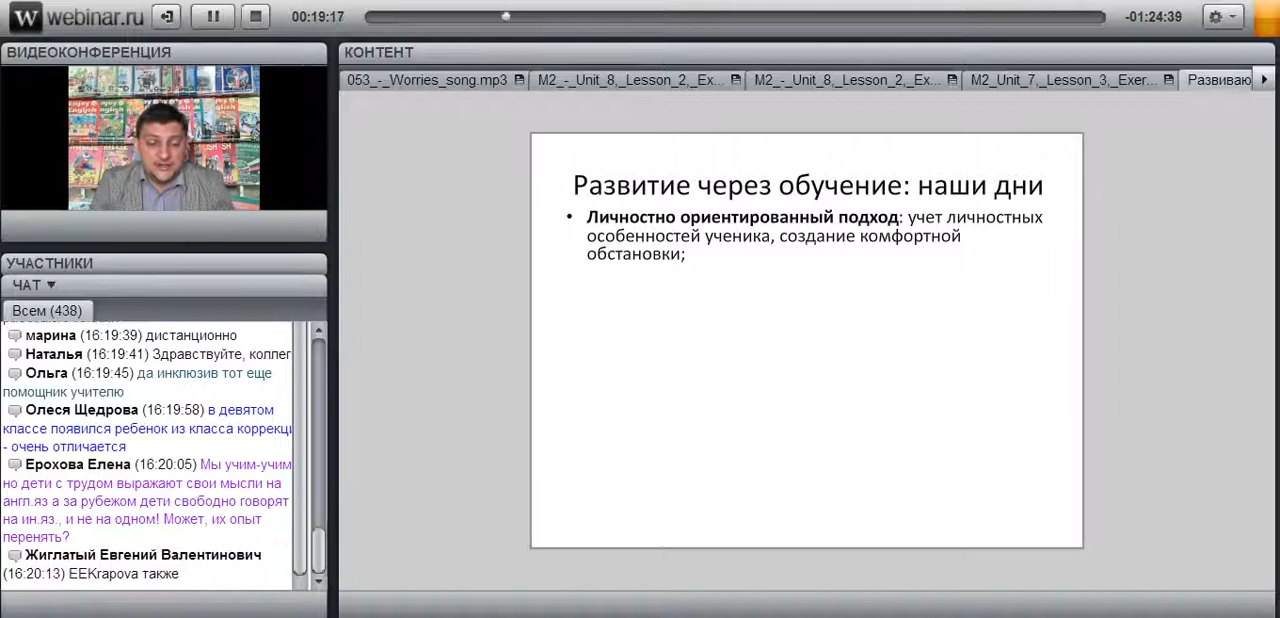 W webinar.ru
00:19:17
-01:24:39
ВИДЕОКОНФЕРЕНЦИЯ
КОНТЕНТ
053_-_Worries_song.mp3
M2_-_Unit_8,_Lesson_2,_Ex...
M2_-_Unit_8,_Lesson_2,_Ex...
M2_Unit_7,_Lesson_3,_Exer...
Развиваю
Enjoy
English
Развитие через обучение: наши дни
• Личностно ориентированный подход: учет личностных
особенностей ученика, создание комфортной
обстановки;
УЧАСТНИКИ
ЧАТ ▼
Всем (438)
марина (16:19:39) дистанционно
Наталья (16:19:41) Здравствуйте, коллег
Ольга (16:19:45) да инклюзив тот еще
помощник учителю
Олеся Щедрова (16:19:58) в девятом
классе появился ребенок из класса коррекци
- очень отличается
Ерохова Елена (16:20:05) Мы учим-учим
но дети с трудом выражают свои мысли на
англ.яз а за рубежом дети свободно говорят
на ин.яз., и не на одном! Может, их опыт
перенять?
Жиглатый Евгений Валентинович
(16:20:13) EEKrapova также